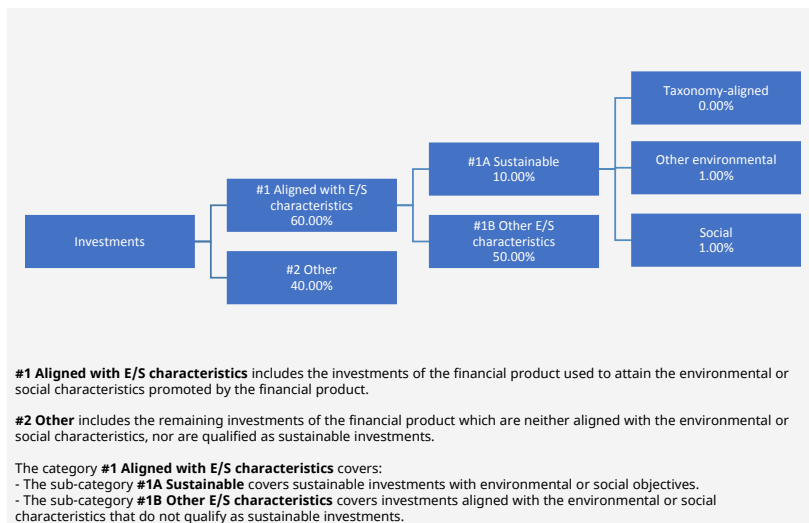 Taxonomy-aligned
0.00%
#1A Sustainable
10.00%
Other environmental
1.00%
#1 Aligned with E/S
characteristics
60.00%
#1B Other E/S
characteristics
50.00%
Social
1.00%
Investments
#2 Other
40.00%
#1 Aligned with E/S characteristics includes the investments of the financial product used to attain the environmental or
social characteristics promoted by the financial product.
#2 Other includes the remaining investments of the financial product which are neither aligned with the environmental or
social characteristics, nor are qualified as sustainable investments.
The category #1 Aligned with E/S characteristics covers:
- The sub-category #1A Sustainable covers sustainable investments with environmental or social objectives.
- The sub-category #1B Other E/S characteristics covers investments aligned with the environmental or social
characteristics that do not qualify as sustainable investments.